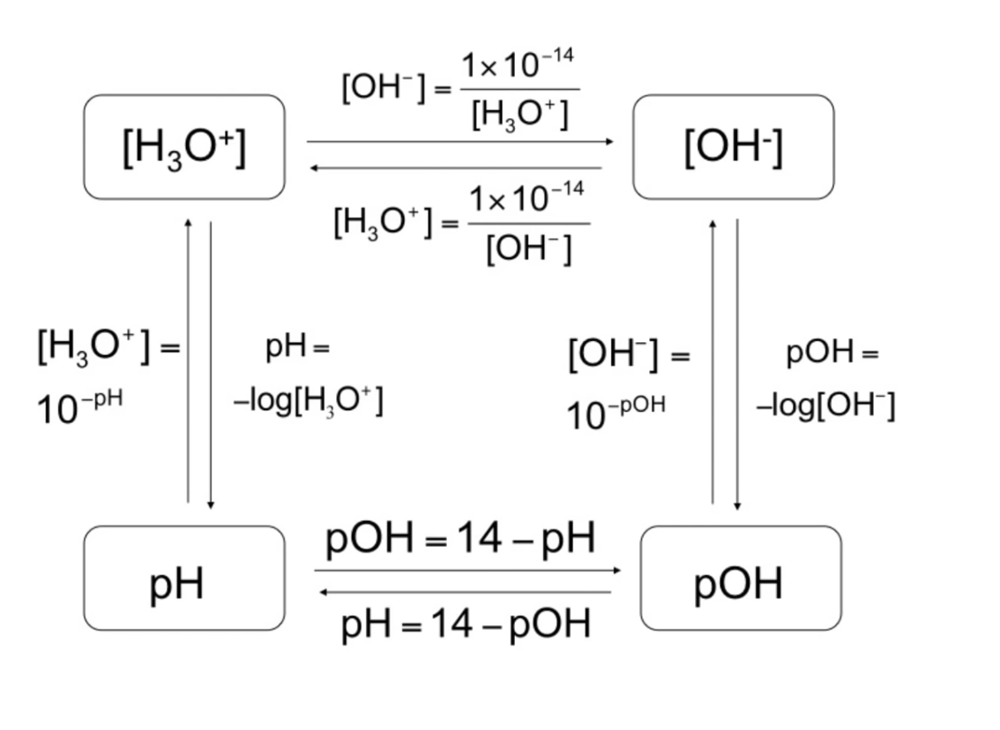 [OH⁻] = 1×10⁻¹⁴ / [H₃O⁺]
[H₃O⁺]
[OH-]
[H₃O⁺] = 1×10⁻¹⁴ / [OH⁻]
[H₃O⁺] =
10⁻ᵖᴴ
pH =
–log[H₃O⁺]
[OH⁻] =
10⁻ᵖᴼᴴ
pOH =
–log[OH⁻]
pOH = 14 – pH
pH
pOH
pH = 14 – pOH